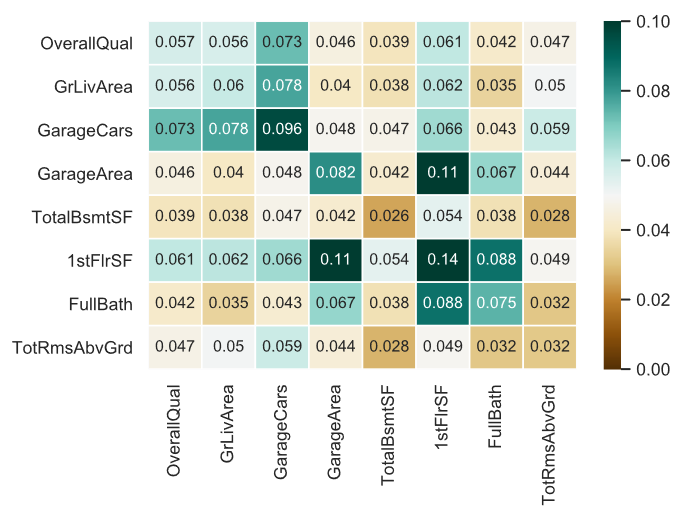 OverallQual 0.057 0.056 0.073 0.046 0.039 0.061 0.042 0.047
GrLivArea 0.056 0.06 0.078 0.04 0.038 0.062 0.035 0.05
GarageCars 0.073 0.078 0.096 0.048 0.047 0.066 0.043 0.059
GarageArea 0.046 0.04 0.048 0.082 0.042 0.11 0.067 0.044
TotalBsmtSF 0.039 0.038 0.047 0.042 0.026 0.054 0.038 0.028
1stFlrSF 0.061 0.062 0.066 0.11 0.054 0.14 0.088 0.049
FullBath 0.042 0.035 0.043 0.067 0.038 0.088 0.075 0.032
TotRmsAbvGrd 0.047 0.05 0.059 0.044 0.028 0.049 0.032 0.032
OverallQual GrLivArea GarageCars GarageArea TotalBsmtSF 1stFlrSF FullBath TotRmsAbvGrd
0.10
0.08
0.06
0.04
0.02
0.00